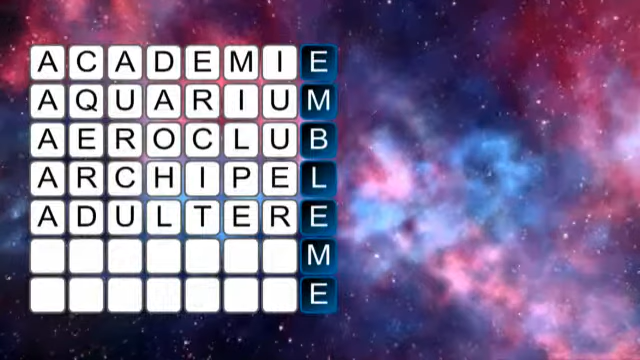 ACADEMIE
AQUARIUM
AEROCLUB
ARCHIPEL
ADULTERE
M
E